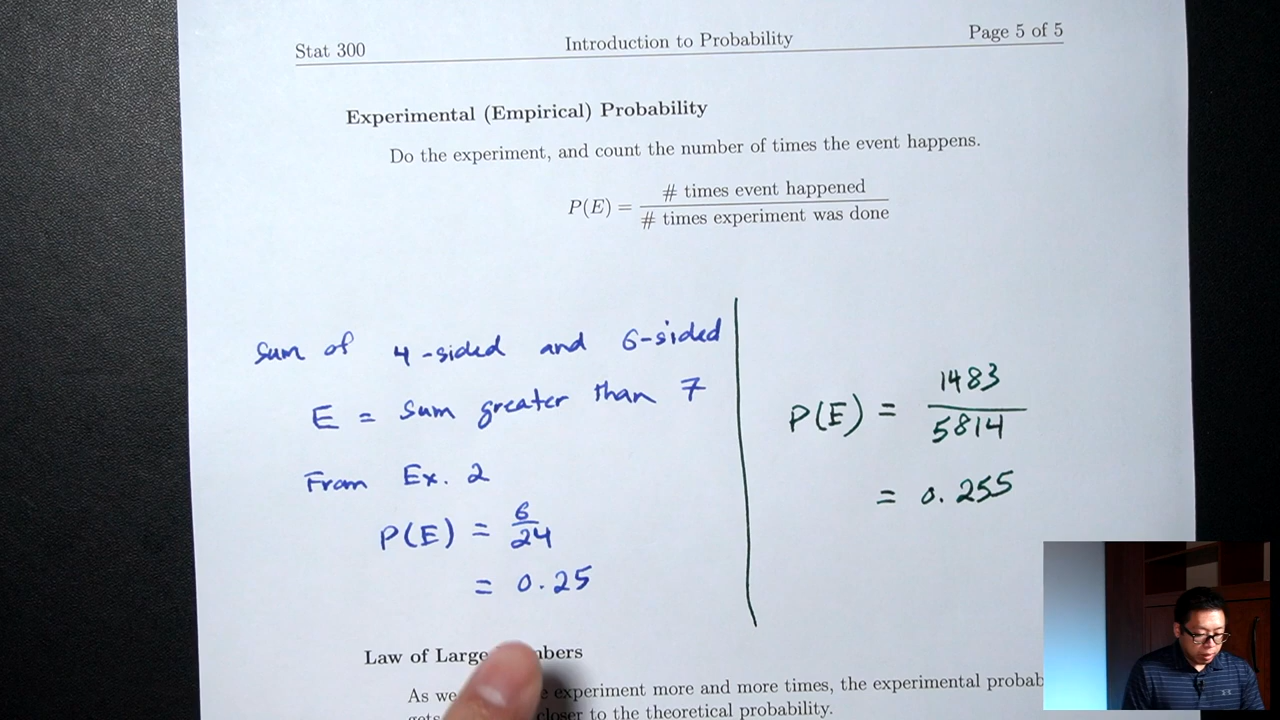 Stat 300 Introduction to Probability Page 5 of 5
Experimental (Empirical) Probability
Do the experiment, and count the number of times the event happens.
P(E) = # times event happened / # times experiment was done
Sum of 4-sided and 6-sided
E = Sum greater than 7
From Ex. 2
P(E) = 6/24
= 0.25
P(E) = 1483/5814
= 0.255
Law of Large
As we experiment more and more times, the experimental
closer to the theoretical probability.